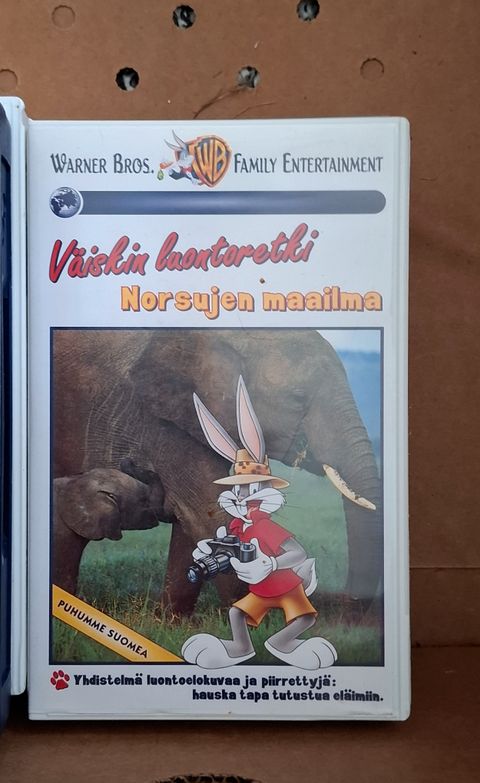 WARNER BROS. WB FAMILY ENTERTAINMENT
Väiskin luontoretki
Norsujen maailma
PUHUMME SUOMEA
Yhdistelmä luontoelokuvaa ja piirrettyjä:
hauska tapa tutustua eläimiin.